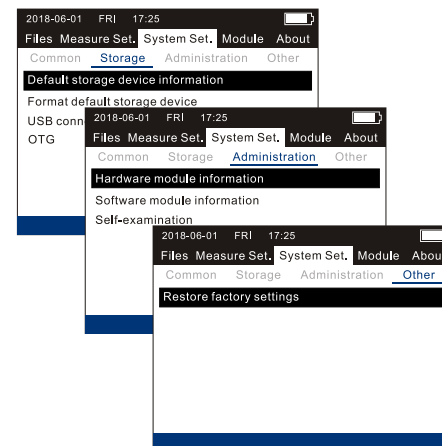 2018-06-01 FRI 17:25
Files Measure Set. System Set. Module About
Common Storage Administration Other
Default storage device information
Format default storage device
USB conn
OTG
2018-06-01 FRI 17:25
Files Measure Set. System Set. Module About
Common Storage Administration Other
Hardware module information
Software module information
Self-examination
2018-06-01 FRI 17:25
Files Measure Set. System Set. Module Abou
Common Storage Administration Other
Restore factory settings